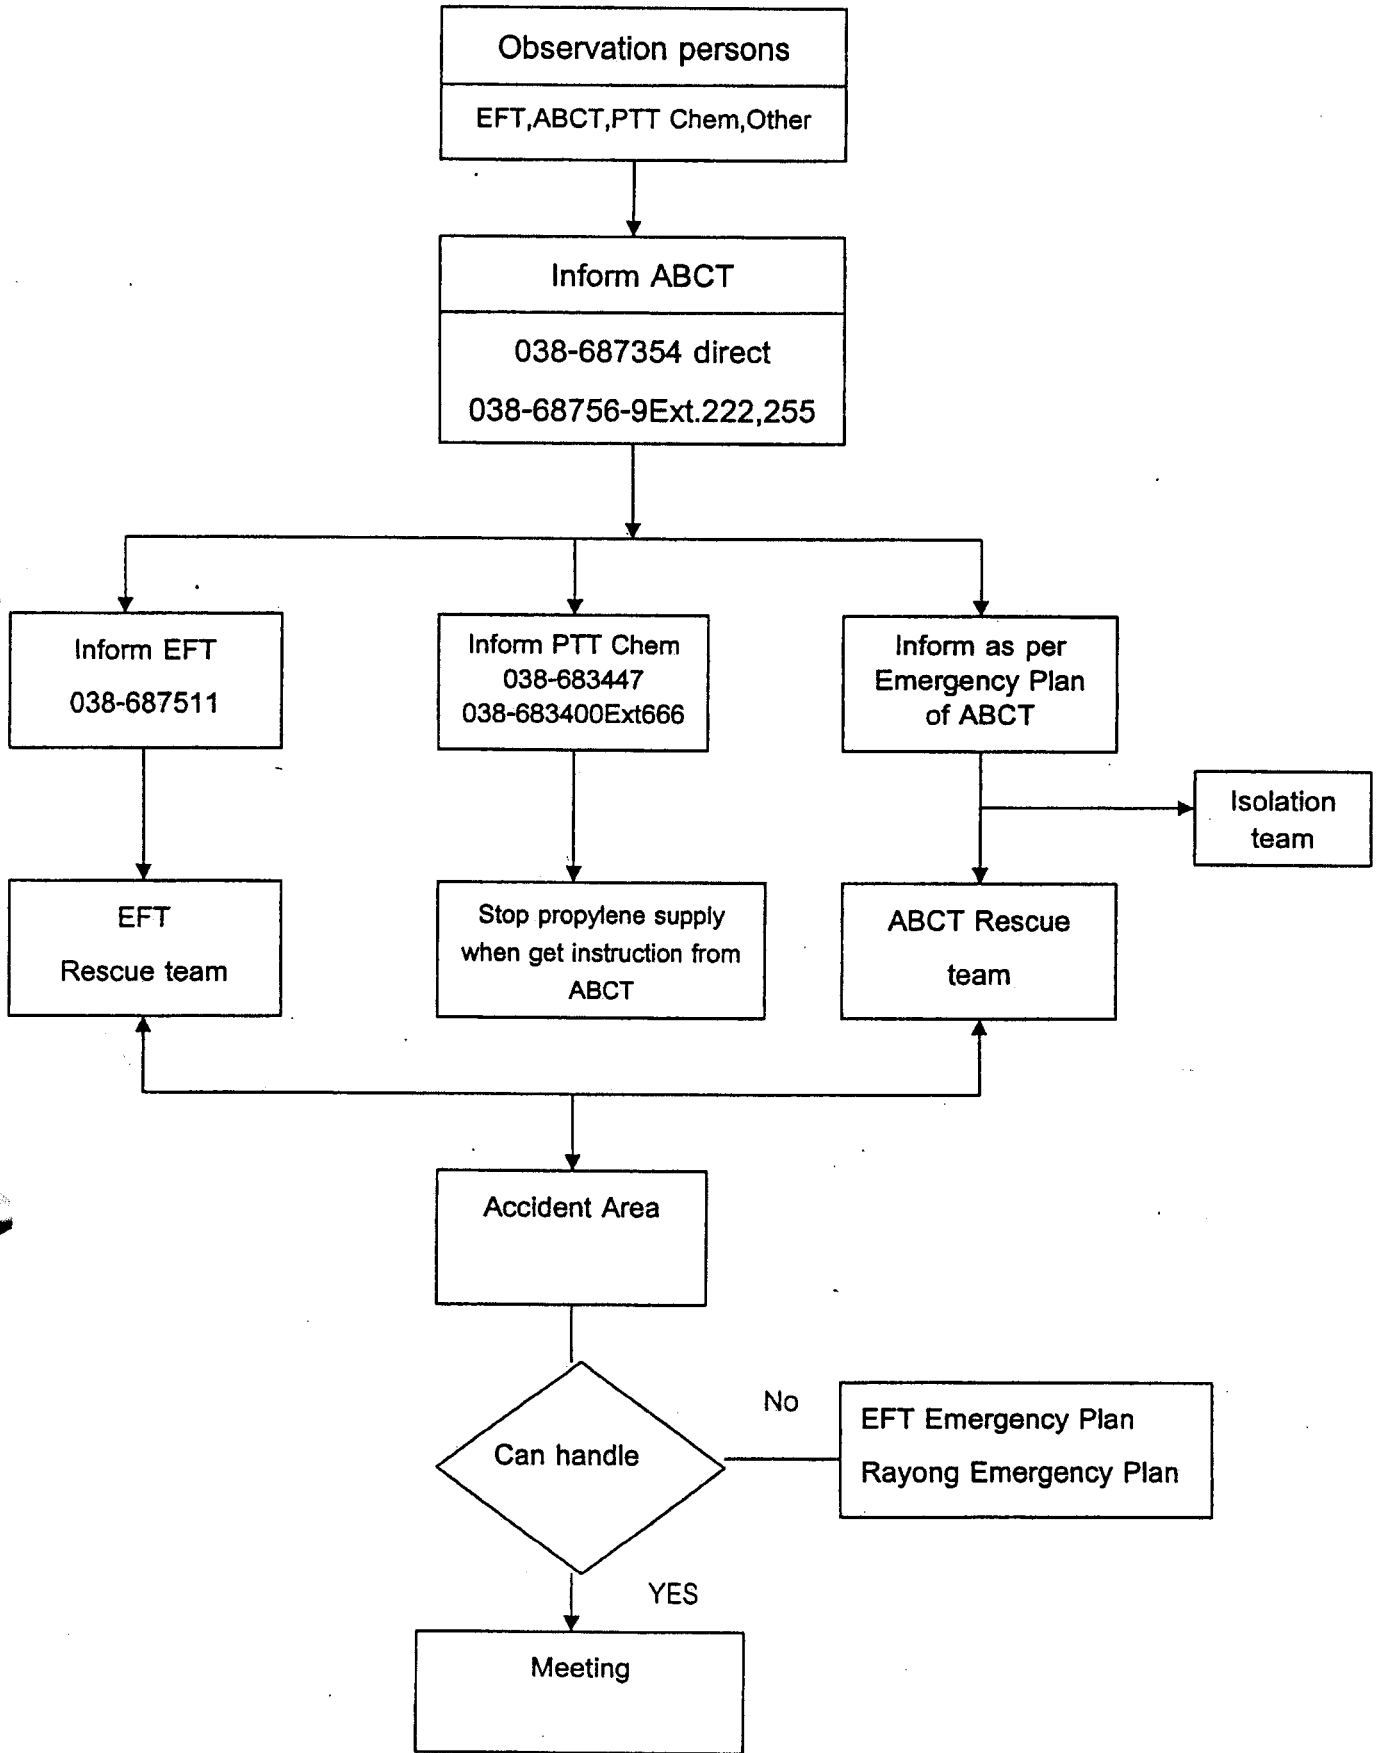 Observation persons
EFT,ABCT,PTT Chem,Other
Inform ABCT
038-687354 direct
038-68756-9Ext.222,255
Inform EFT
038-687511
Inform PTT Chem
038-683447
038-683400Ext666
Inform as per
Emergency Plan
of ABCT
Isolation
team
EFT
Rescue team
Stop propylene supply
when get instruction from
ABCT
ABCT Rescue
team
Accident Area
Can handle
No
EFT Emergency Plan
Rayong Emergency Plan
YES
Meeting